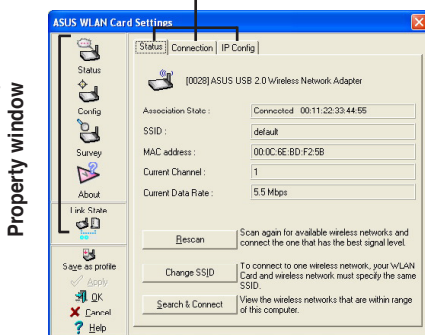 Property window
ASUS WLAN Card Settings
Status
Config
Survey
About
Link State
Save as profile
Apply
OK
Cancel
Help
Status Connection IP Config
[0028] ASUS USB 2.0 Wireless Network Adapter
Association State : Connected 00:11:22:33:44:55
SSID : default
MAC address : 00:0C:6E:BD:F2:5B
Current Channel : 1
Current Data Rate : 5.5 Mbps
Rescan
Scan again for available wireless networks and
connect the one that has the best signal level.
Change SSID
To connect to one wireless network, your WLAN
Card and wireless network must specify the same
SSID.
Search & Connect
View the wireless networks that are within range
of this computer.